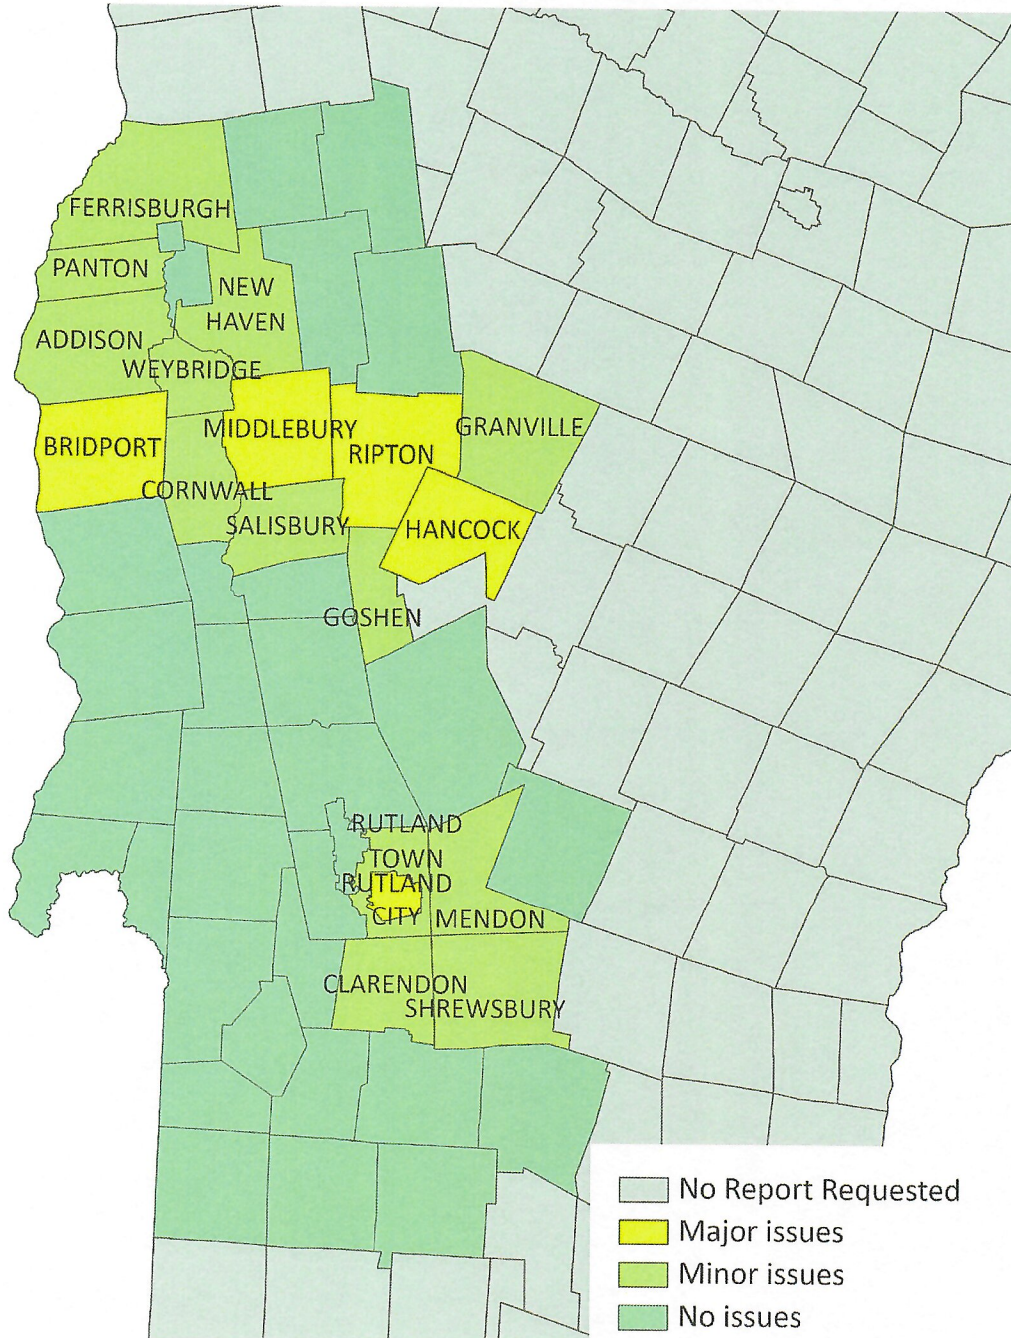 FERRISBURGH
PANTON
NEW
HAVEN
ADDISON
WEYBRIDGE
MIDDLEBURY
GRANVILLE
BRIDPORT
RIPTON
CORNWALL
SALISBURY
HANCOCK
GOSHEN
RUTLAND
TOWN
RUTLAND
CITY
MENDON
CLARENDON
SHREWSBURY
No Report Requested
Major issues
Minor issues
No issues